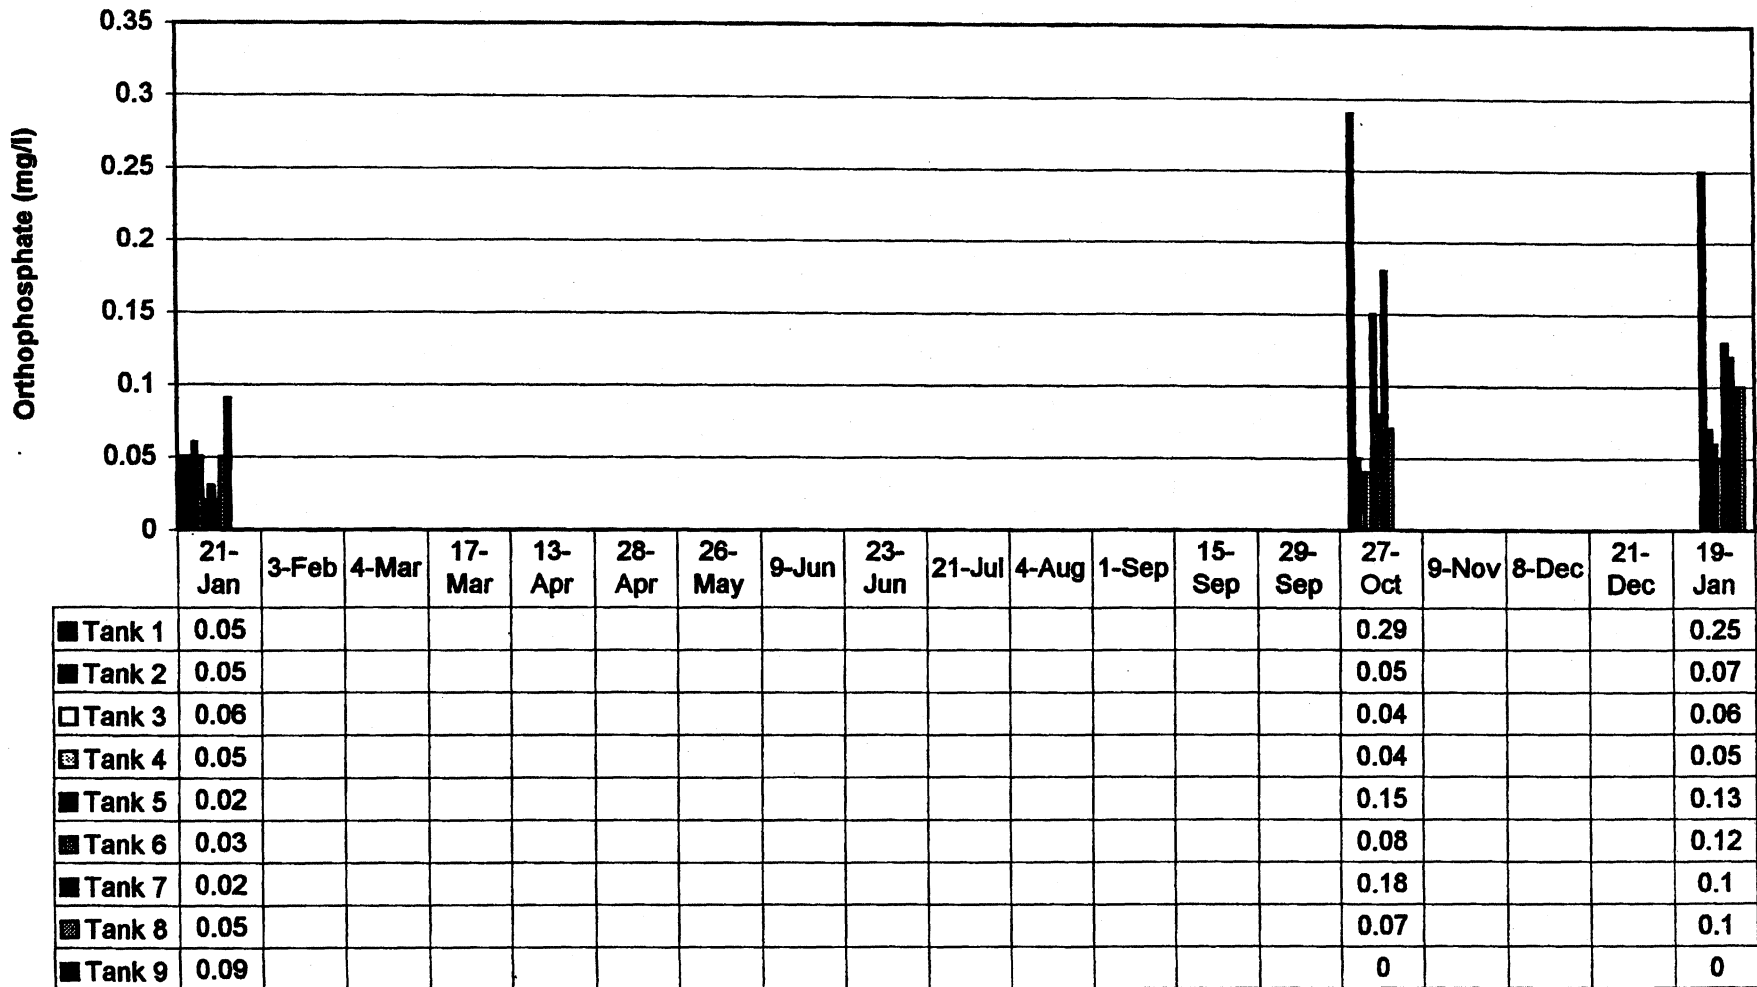 Orthophosphate (mg/l)
0.35
0.3
0.25
0.2
0.15
0.1
0.05
0
21-Jan 3-Feb 4-Mar 17-Mar 13-Apr 28-Apr 26-May 9-Jun 23-Jun 21-Jul 4-Aug 1-Sep 15-Sep 29-Sep 27-Oct 9-Nov 8-Dec 21-Dec 19-Jan
Tank 1 0.05 0.29 0.25
Tank 2 0.05 0.05 0.07
Tank 3 0.06 0.04 0.06
Tank 4 0.05 0.04 0.05
Tank 5 0.02 0.15 0.13
Tank 6 0.03 0.08 0.12
Tank 7 0.02 0.18 0.1
Tank 8 0.05 0.07 0.1
Tank 9 0.09 0 0